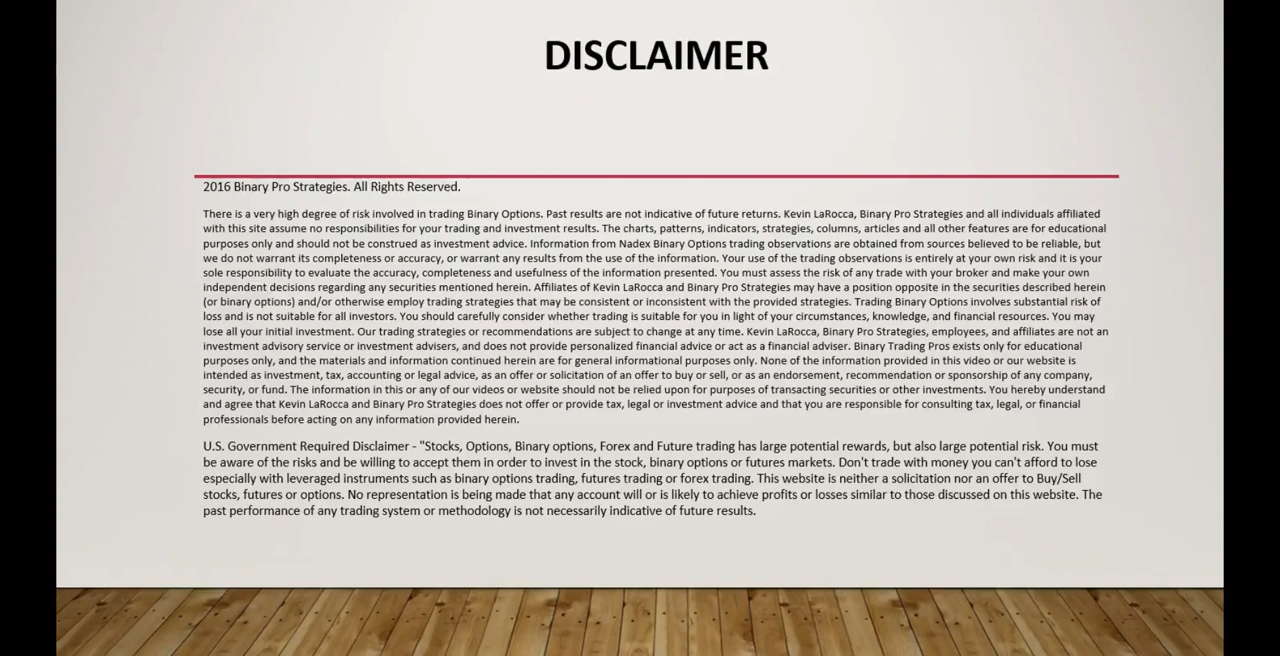 DISCLAIMER
2016 Binary Pro Strategies. All Rights Reserved.
There is a very high degree of risk involved in trading Binary Options. Past results are not indicative of future returns. Kevin LaRocca, Binary Pro Strategies and all individuals affiliated
with this site assume no responsibilities for your trading and investment results. The charts, patterns, indicators, strategies, columns, articles and all other features are for educational
purposes only and should not be construed as investment advice. Information from Nadex Binary Options trading observations are obtained from sources believed to be reliable, but
we do not warrant its completeness or accuracy, or warrant any results from the use of the information. Your use of the trading observations is entirely at your own risk and it is your
sole responsibility to evaluate the accuracy, completeness and usefulness of the information presented. You must assess the risk of any trade with your broker and make your own
independent decisions regarding any securities mentioned herein. Affiliates of Kevin LaRocca and Binary Pro Strategies may have a position opposite in the securities described herein
(or binary options) and/or otherwise employ trading strategies that may be consistent or inconsistent with the provided strategies. Trading Binary Options involves substantial risk of
loss and is not suitable for all investors. You should carefully consider whether trading is suitable for you in light of your circumstances, knowledge, and financial resources. You may
lose all your initial investment. Our trading strategies or recommendations are subject to change at any time. Kevin LaRocca, Binary Pro Strategies, employees, and affiliates are not an
investment advisory service or investment advisers, and does not provide personalized financial advice or act as a financial adviser. Binary Trading Pros exists only for educational
purposes only, and the materials and information continued herein are for general informational purposes only. None of the information provided in this video or our website is
intended as investment, tax, accounting or legal advice, as an offer or solicitation of an offer to buy or sell, or as an endorsement, recommendation or sponsorship of any company,
security, or fund. The information in this or any of our videos or website should not be relied upon for purposes of transacting securities or other investments. You hereby understand
and agree that Kevin LaRocca and Binary Pro Strategies does not offer or provide tax, legal or investment advice and that you are responsible for consulting tax, legal, or financial
professionals before acting on any information provided herein.
U.S. Government Required Disclaimer - "Stocks, Options, Binary options, Forex and Future trading has large potential rewards, but also large potential risk. You must
be aware of the risks and be willing to accept them in order to invest in the stock, binary options or futures markets. Don't trade with money you can't afford to lose
especially with leveraged instruments such as binary options trading, futures trading or forex trading. This website is neither a solicitation nor an offer to Buy/Sell
stocks, futures or options. No representation is being made that any account will or is likely to achieve profits or losses similar to those discussed on this website. The
past performance of any trading system or methodology is not necessarily indicative of future results.